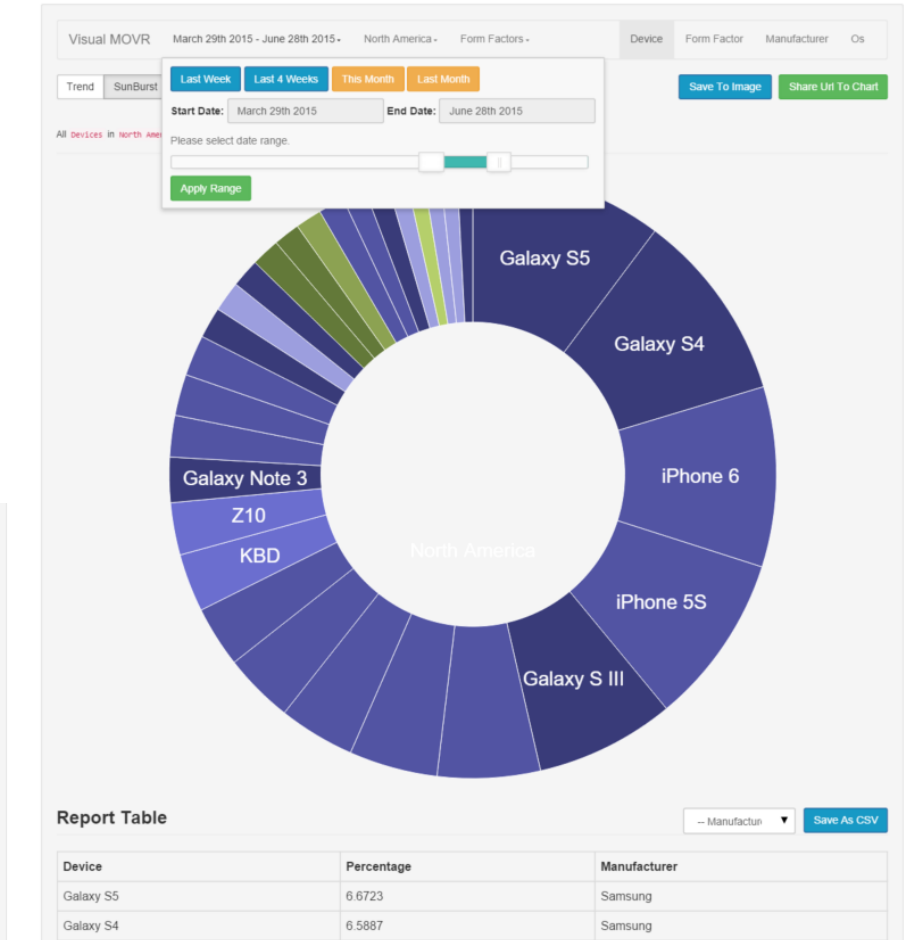 Visual MOVR March 29th 2015 - June 28th 2015 North America Form Factors Device Form Factor Manufacturer Os
Trend SunBurst Last Week Last 4 Weeks This Month Last Month Save To Image Share Url To Chart
Start Date: March 29th 2015 End Date: June 28th 2015
All Devices in North Amer
Please select date range.
Apply Range
Galaxy S5
Galaxy S4
iPhone 6
Galaxy Note 3
Z10
KBD
North America
iPhone 5S
Galaxy S III
Report Table -- Manufactur Save As CSV
Device Percentage Manufacturer
Galaxy S5 6.6723 Samsung
Galaxy S4 6.5887 Samsung